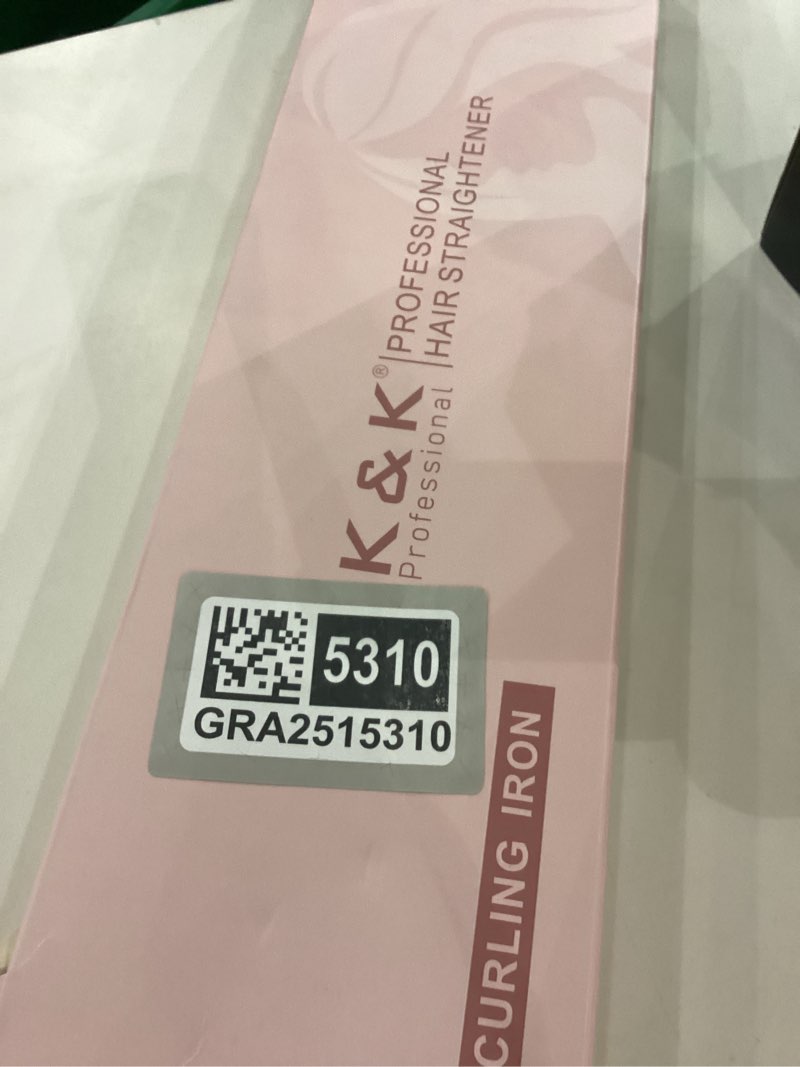 K & K®
Professional
PROFESSIONAL
HAIR STRAIGHTENER
5310
GRA2515310
CURLING IRON